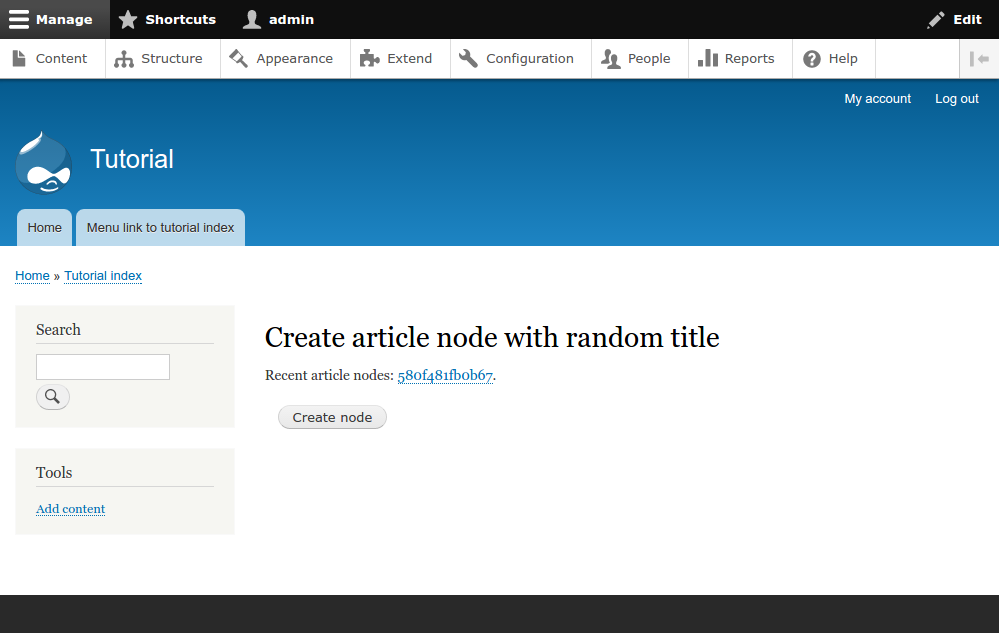 Manage Shortcuts admin Edit
Content Structure Appearance Extend Configuration People Reports Help
My account Log out
Tutorial
Home Menu link to tutorial index
Home » Tutorial index
Search
Create article node with random title
Recent article nodes: 580f481fb0b67.
Create node
Tools
Add content